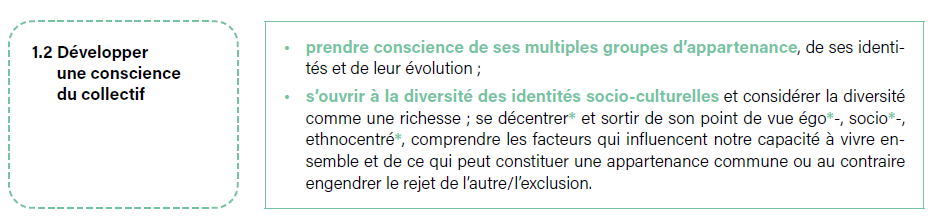 1.2 Développer
une conscience
du collectif
• prendre conscience de ses multiples groupes d’appartenance, de ses identi-
tés et de leur évolution ;
• s’ouvrir à la diversité des identités socio-culturelles et considérer la diversité
comme une richesse ; se décentrer* et sortir de son point de vue égo*-, socio*-,
ethnocentré*, comprendre les facteurs qui influencent notre capacité à vivre en-
semble et de ce qui peut constituer une appartenance commune ou au contraire
engendrer le rejet de l’autre/l’exclusion.